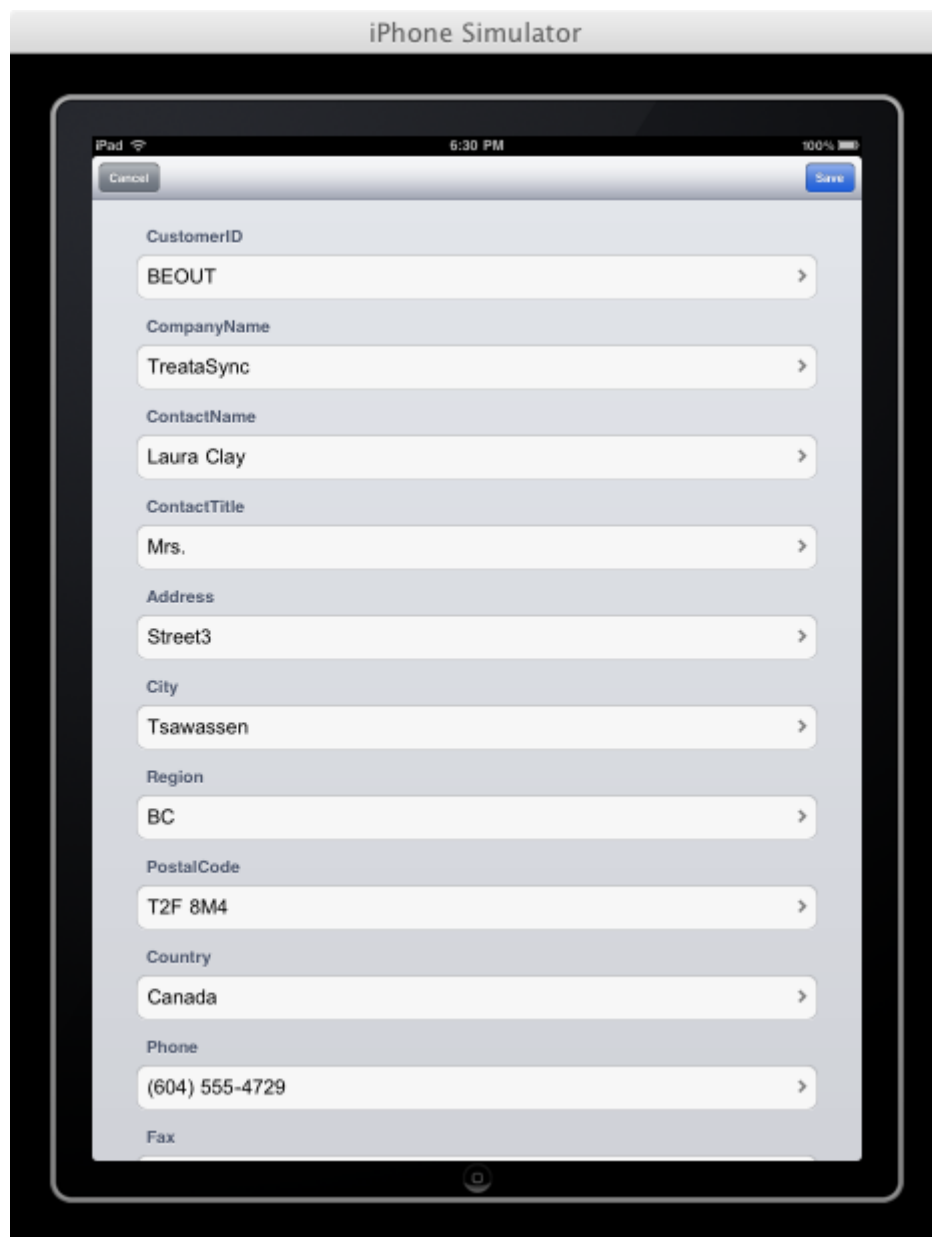 iPhone Simulator
iPad 6:30 PM 100%
Cancel Save
CustomerID
BEOUT
CompanyName
TreataSync
ContactName
Laura Clay
ContactTitle
Mrs.
Address
Street3
City
Tsawassen
Region
BC
PostalCode
T2F 8M4
Country
Canada
Phone
(604) 555-4729
Fax